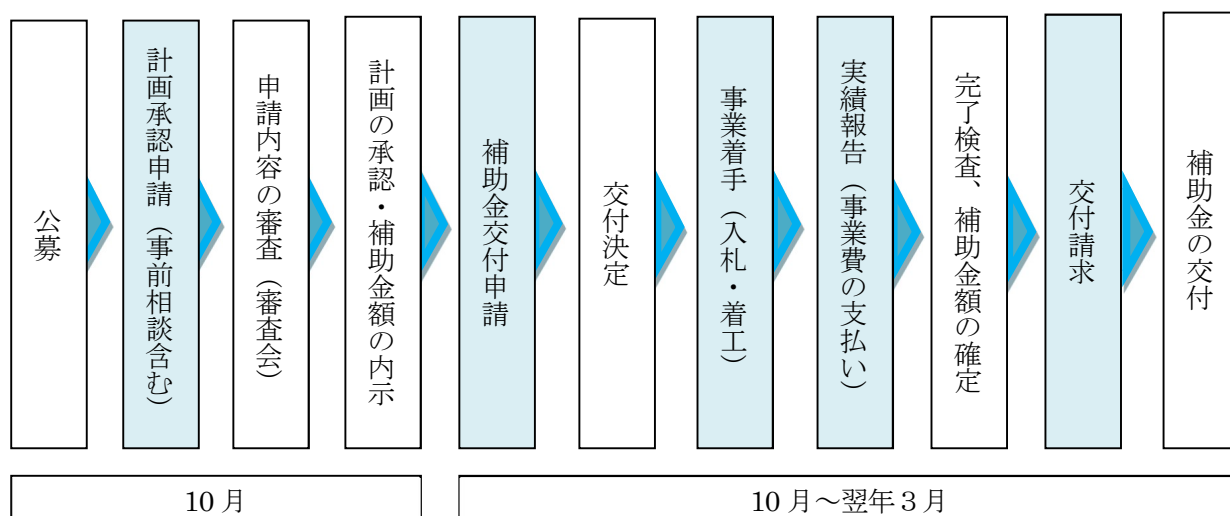 公募
計画承認申請（事前相談含む）
申請内容の審査（審査会）
計画の承認・補助金額の内示
補助金交付申請
交付決定
事業着手（入札・着工）
実績報告（事業費の支払い）
完了検査、補助金額の確定
交付請求
補助金の交付
10 月
10 月～翌年３月